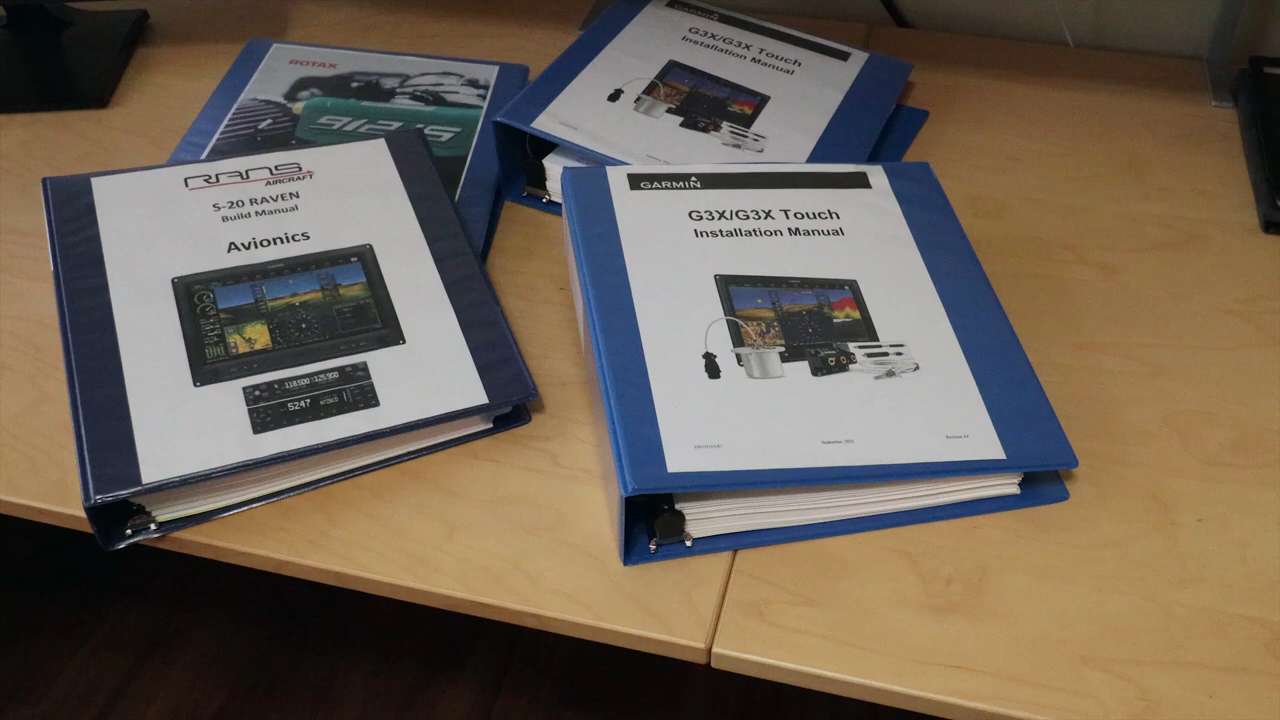 ROTAX
912iS
GARMIN
G3X/G3X Touch
Installation Manual
RANS
AIRCRAFT
S-20 RAVEN
Build Manual
Avionics
118.500 125.900
5247
GARMIN
G3X/G3X Touch
Installation Manual